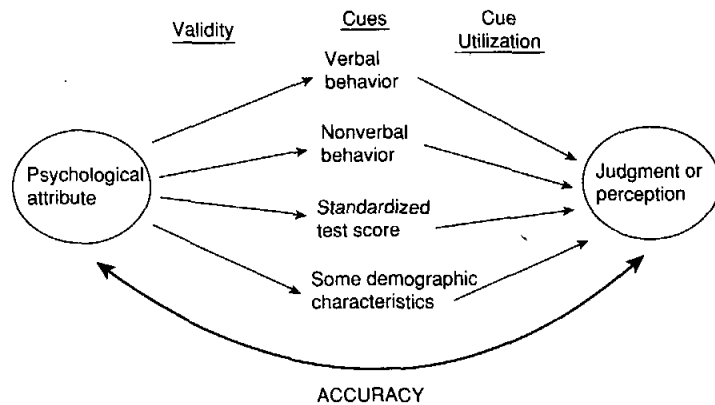 Validity
Cues
Cue
Utilization
Verbal
behavior
Nonverbal
behavior
Psychological
attribute
Judgment or
perception
Standardized
test score
Some demographic
characteristics
ACCURACY